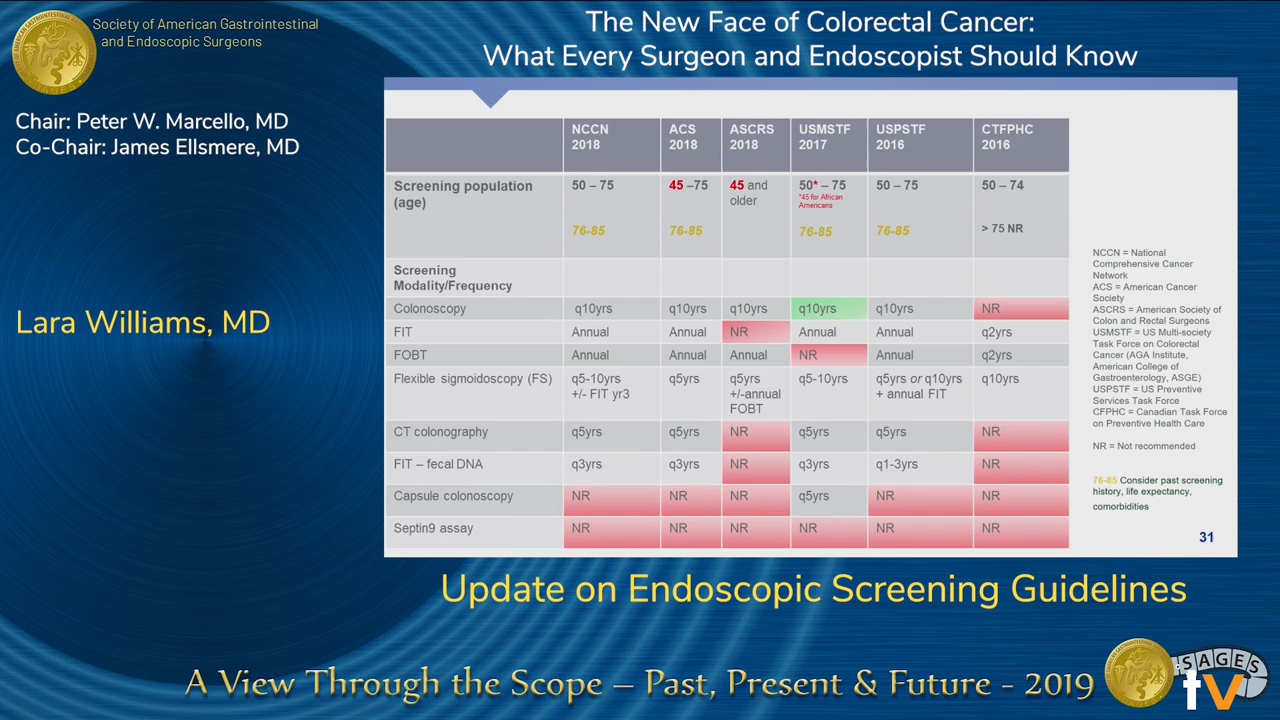 Society of American Gastrointestinal
and Endoscopic Surgeons
The New Face of Colorectal Cancer:
What Every Surgeon and Endoscopist Should Know
Chair: Peter W. Marcello, MD
Co-Chair: James Ellsmere, MD
Lara Williams, MD
NCCN 2018 ACS 2018 ASCRS 2018 USMSTF 2017 USPSTF 2016 CTFPHC 2016
Screening population (age) 50 – 75 45 –75 45 and older 50* – 75 50 – 75 50 – 74
*45 for African Americans
76-85 76-85 76-85 76-85 > 75 NR
Screening Modality/Frequency
Colonoscopy q10yrs q10yrs q10yrs q10yrs q10yrs NR
FIT Annual Annual NR Annual Annual q2yrs
FOBT Annual Annual Annual NR Annual q2yrs
Flexible sigmoidoscopy (FS) q5-10yrs +/- FIT yr3 q5yrs q5yrs +/-annual FOBT q5-10yrs q5yrs or q10yrs + annual FIT q10yrs
CT colonography q5yrs q5yrs NR q5yrs q5yrs NR
FIT – fecal DNA q3yrs q3yrs NR q3yrs q1-3yrs NR
Capsule colonoscopy NR NR NR q5yrs NR NR
Septin9 assay NR NR NR NR NR NR
NCCN = National
Comprehensive Cancer
Network
ACS = American Cancer
Society
ASCRS = American Society of
Colon and Rectal Surgeons
USMSTF = US Multi-society
Task Force on Colorectal
Cancer (AGA Institute,
American College of
Gastroenterology, ASGE)
USPSTF = US Preventive
Services Task Force
CFPHC = Canadian Task Force
on Preventive Health Care
NR = Not recommended
76-85 Consider past screening
history, life expectancy,
comorbidities
31
Update on Endoscopic Screening Guidelines
A View Through the Scope – Past, Present & Future - 2019
SAGES
tv